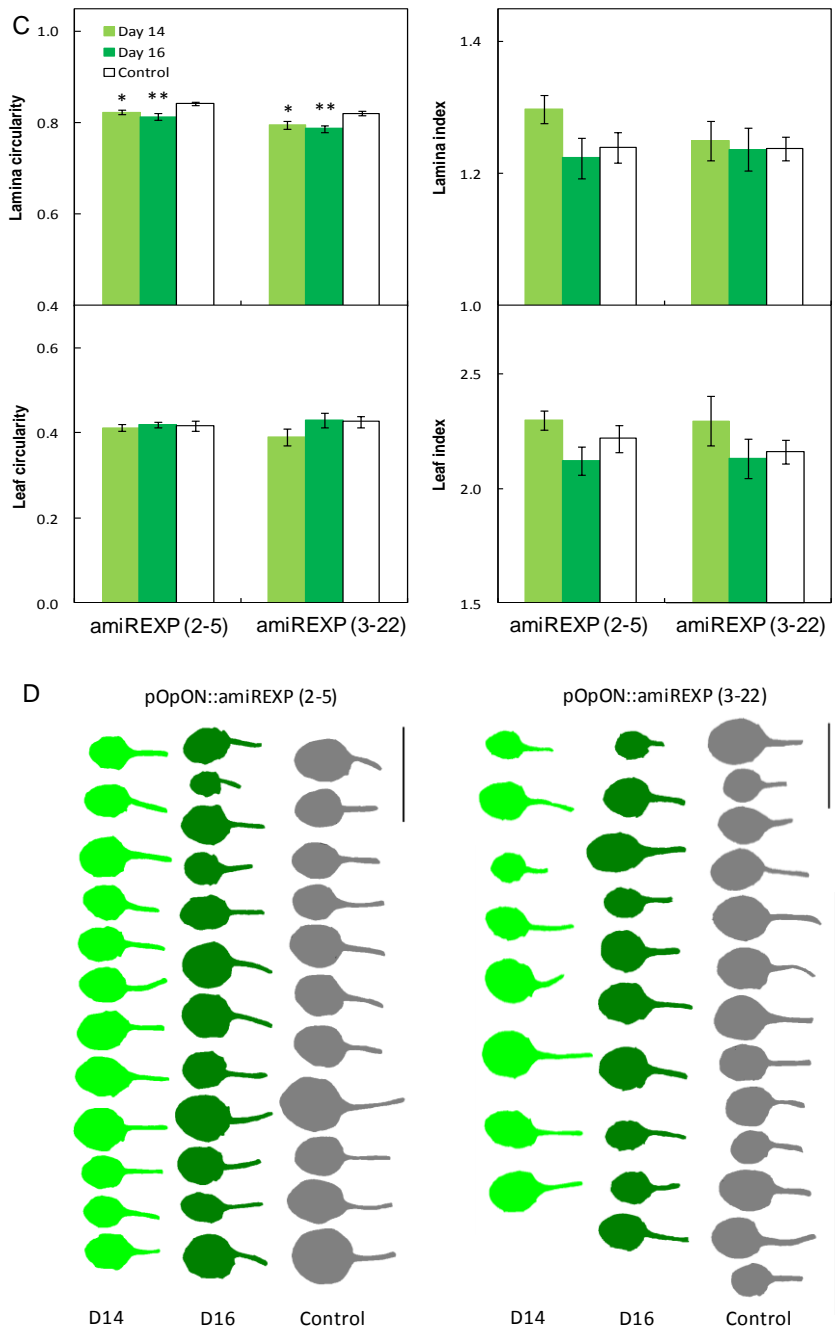 C
Lamina circularity
1.0
0.8
0.6
0.4
Day 14
Day 16
Control
* ** * **
Lamina index
1.4
1.2
1.0
Leaf circularity
0.6
0.4
0.2
0.0
amiREXP (2-5) amiREXP (3-22)
Leaf index
2.5
2.0
1.5
amiREXP (2-5) amiREXP (3-22)
D
pOpON::amiREXP (2-5)
D14 D16 Control
pOpON::amiREXP (3-22)
D14 D16 Control